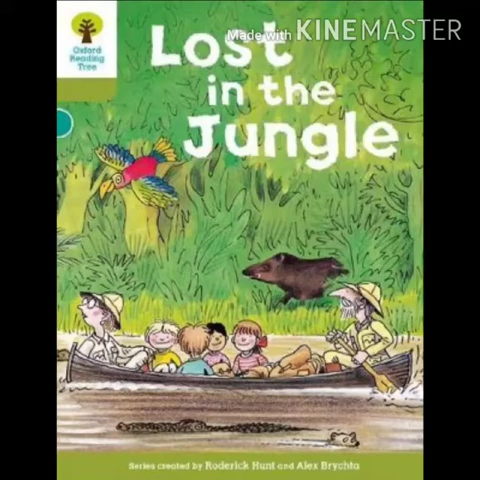 Made with KINEMASTER
Oxford
Reading
Tree
Lost
in the
Jungle
Series created by Roderick Hunt and Alex Brychta